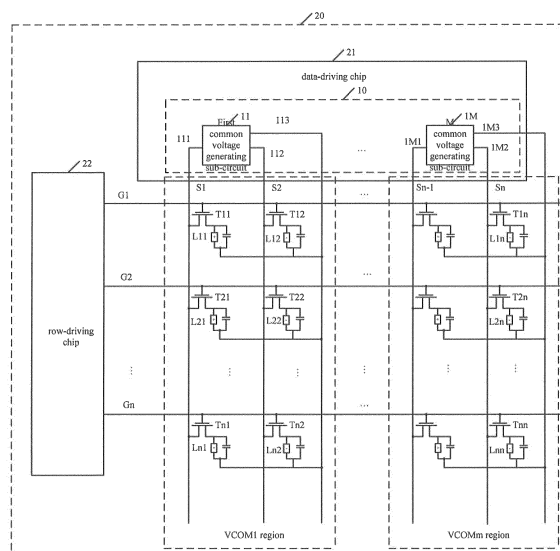 20
21
data-driving chip
10
First
11
common
voltage
generating
sub-circuit
111
112
113
...
M
1M
common
voltage
generating
sub-circuit
1M1
1M2
1M3
22
row-driving
chip
S1
S2
...
Sn-1
Sn
G1
T11
T12
T1n
L11
L12
L1n
G2
...
T21
T22
T2n
L21
L22
L2n
...
Gn
...
Tn1
Tn2
Tnn
Ln1
Ln2
Lnn
VCOM1 region
VCOMm region